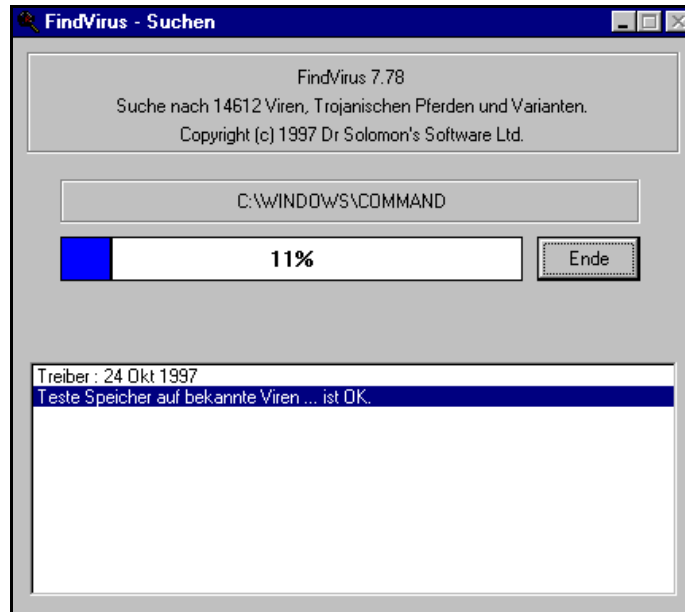 FindVirus - Suchen
FindVirus 7.78
Suche nach 14612 Viren, Trojanischen Pferden und Varianten.
Copyright (c) 1997 Dr Solomon's Software Ltd.
C:\WINDOWS\COMMAND
11%
Ende
Treiber : 24 Okt 1997
Teste Speicher auf bekannte Viren ... ist OK.